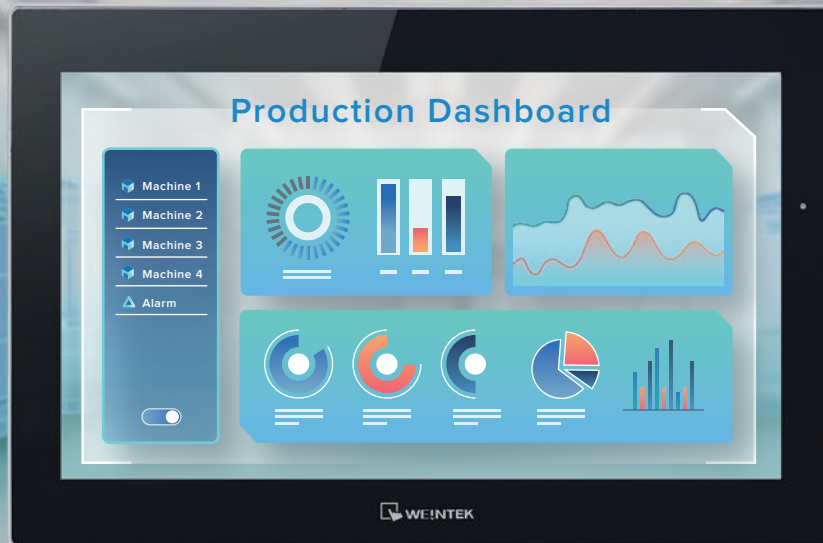 Production Dashboard
Machine 1
Machine 2
Machine 3
Machine 4
Alarm
WEINTEK